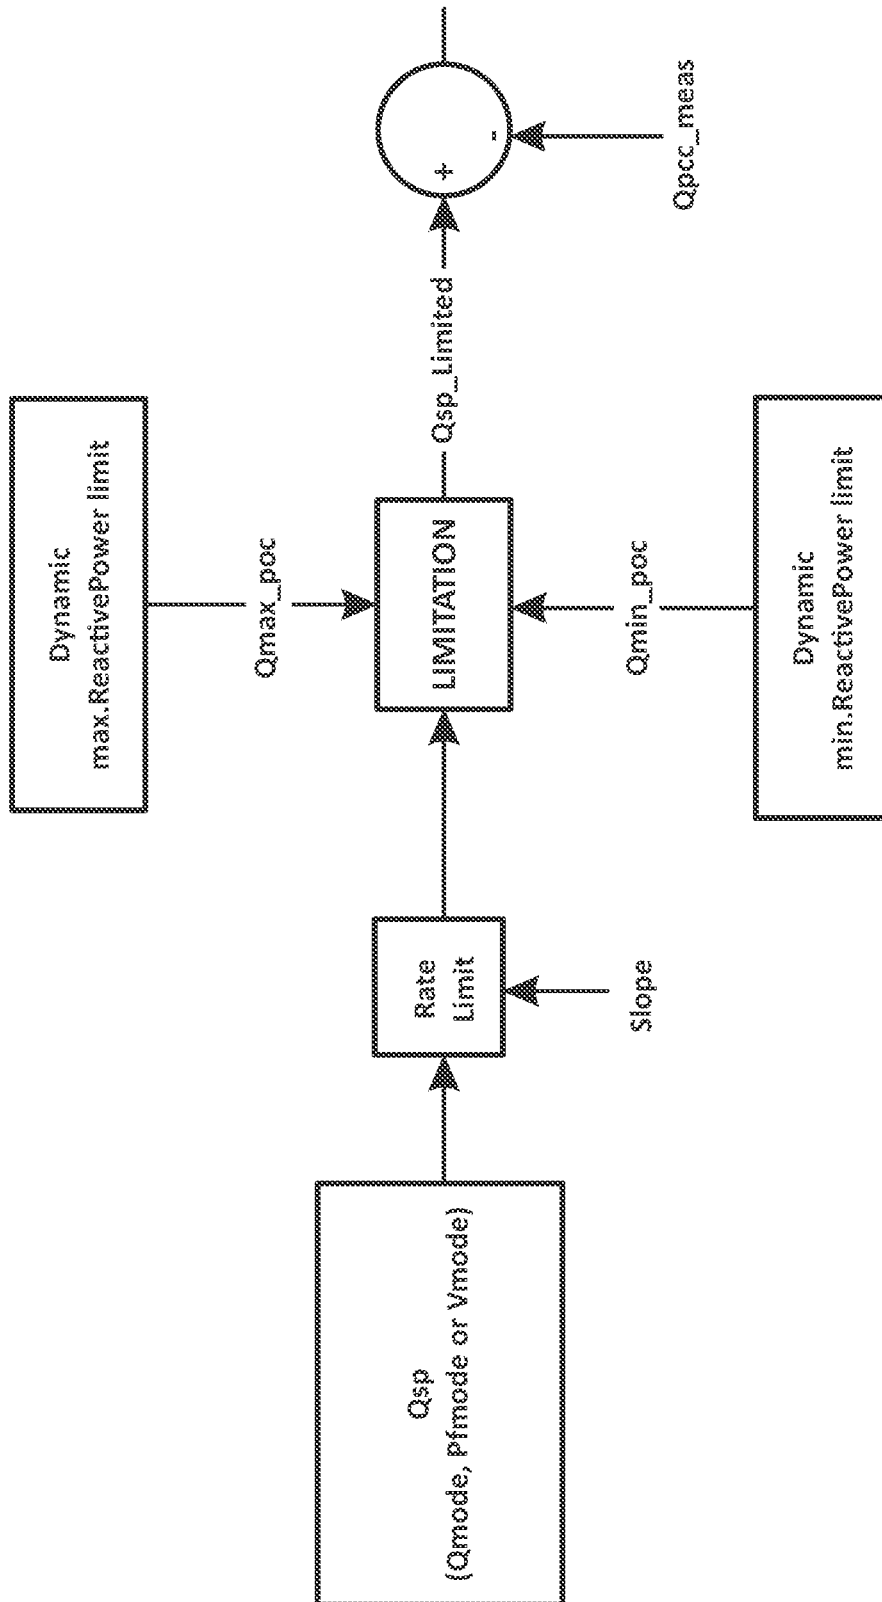 Qsp
(Qmode, Pfmode or Vmode)
Rate
Limit
Slope
Dynamic
max.ReactivePower limit
Qmax_poc
LIMITATION
Qmin_poc
Dynamic
min.ReactivePower limit
Qsp_Limited
+
-
Qpcc_meas